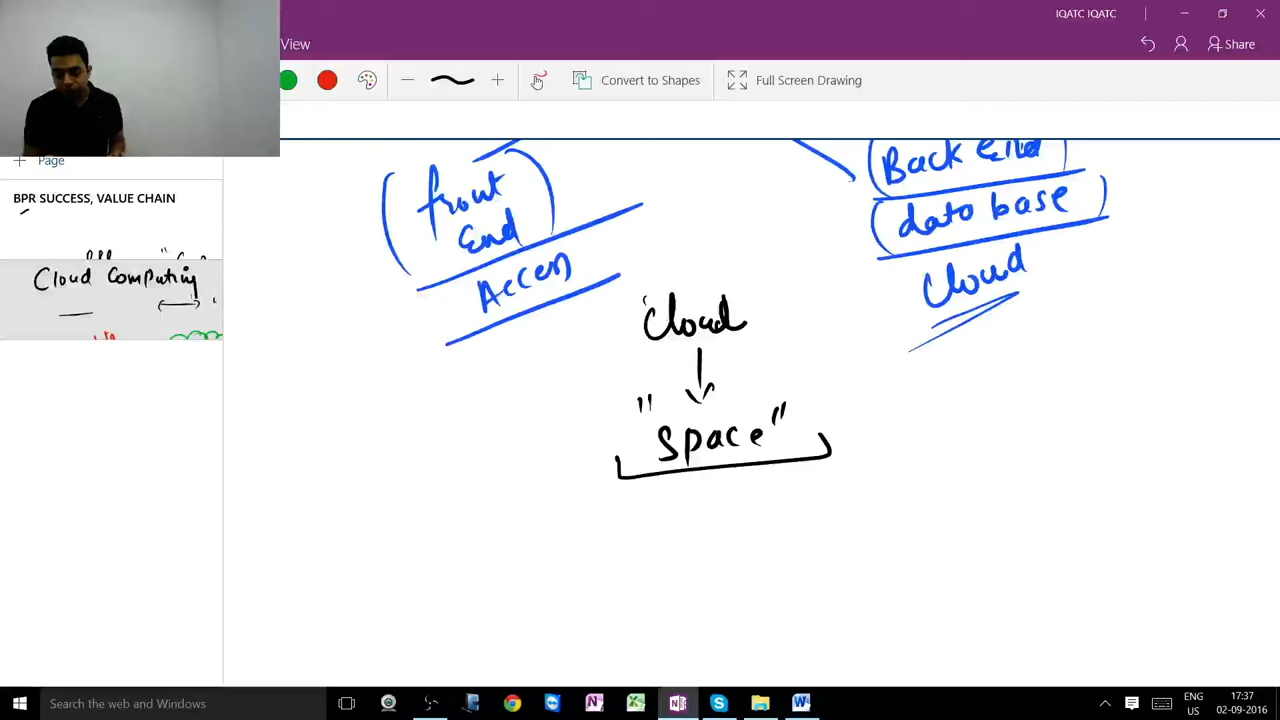 IQATC IQATC
View
Share
Convert to Shapes
Full Screen Drawing
Page
BPR SUCCESS, VALUE CHAIN
Cloud Computing
front
End
Access
Back End
data base
Cloud
Cloud
"Space"
Search the web and Windows
ENG
US
17:37
02-09-2016